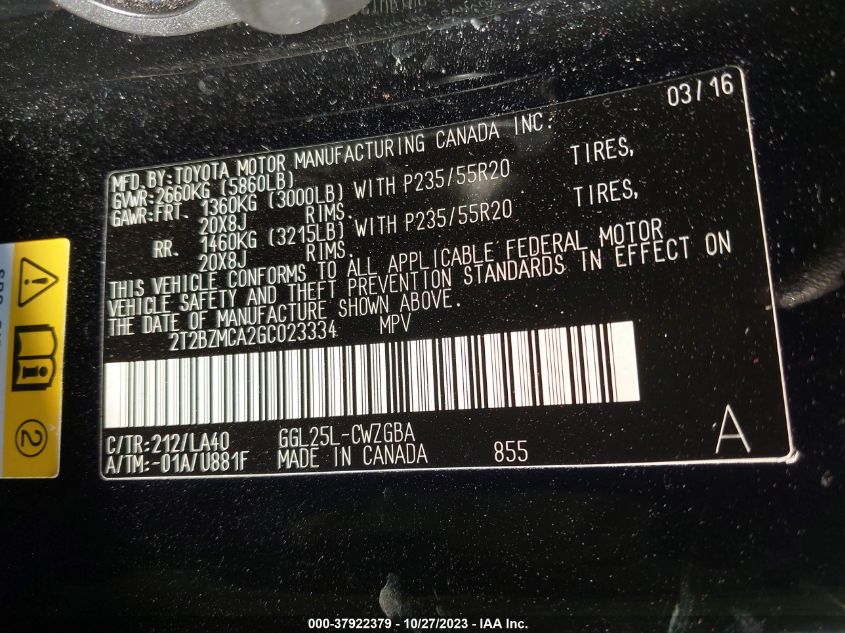 03/16
MFD. BY: TOYOTA MOTOR MANUFACTURING CANADA INC.
GVWR: 2660KG (5860LB)
GAWR: FRT. 1360KG (3000LB) WITH P235/55R20 TIRES,
20X8J RIMS.
RR. 1460KG (3215LB) WITH P235/55R20 TIRES,
20X8J RIMS.
THIS VEHICLE CONFORMS TO ALL APPLICABLE FEDERAL MOTOR
VEHICLE SAFETY AND THEFT PREVENTION STANDARDS IN EFFECT ON
THE DATE OF MANUFACTURE SHOWN ABOVE.
2T2BZMCA2GC023334 MPV
C/TR: 212/LA40 GGL25L-CWZGBA
A/TM: -01A/U881F MADE IN CANADA 855
A
2
000-37922379 - 10/27/2023 - IAA Inc.